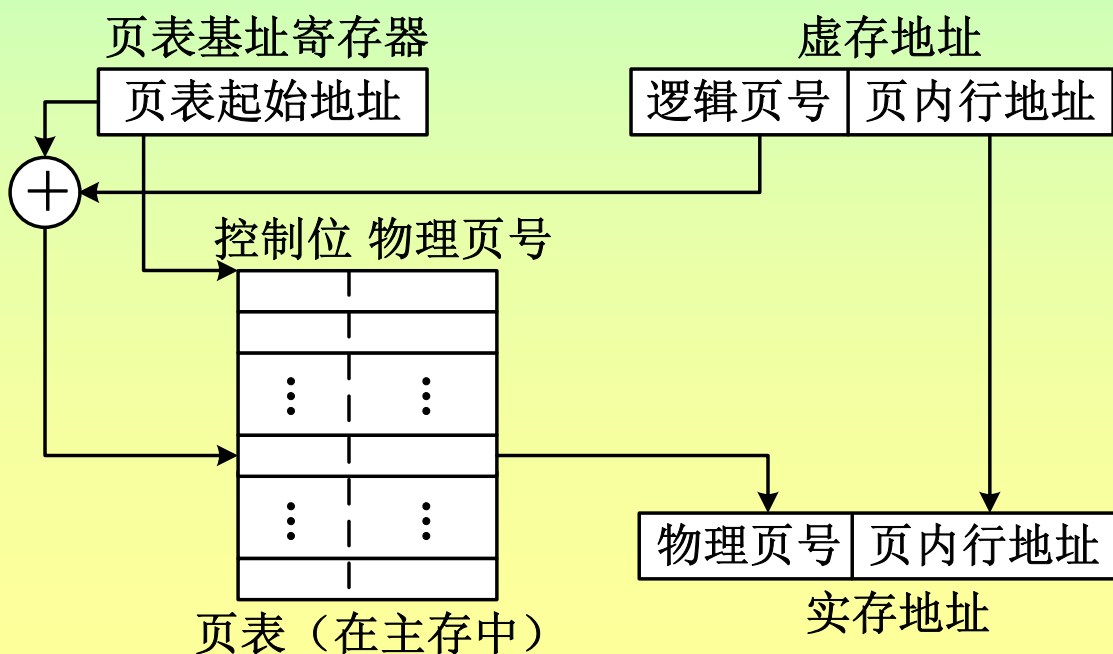 页表基址寄存器
虚存地址
页表起始地址
逻辑页号 页内行地址
控制位 物理页号
物理页号 页内行地址
实存地址
页表（在主存中）